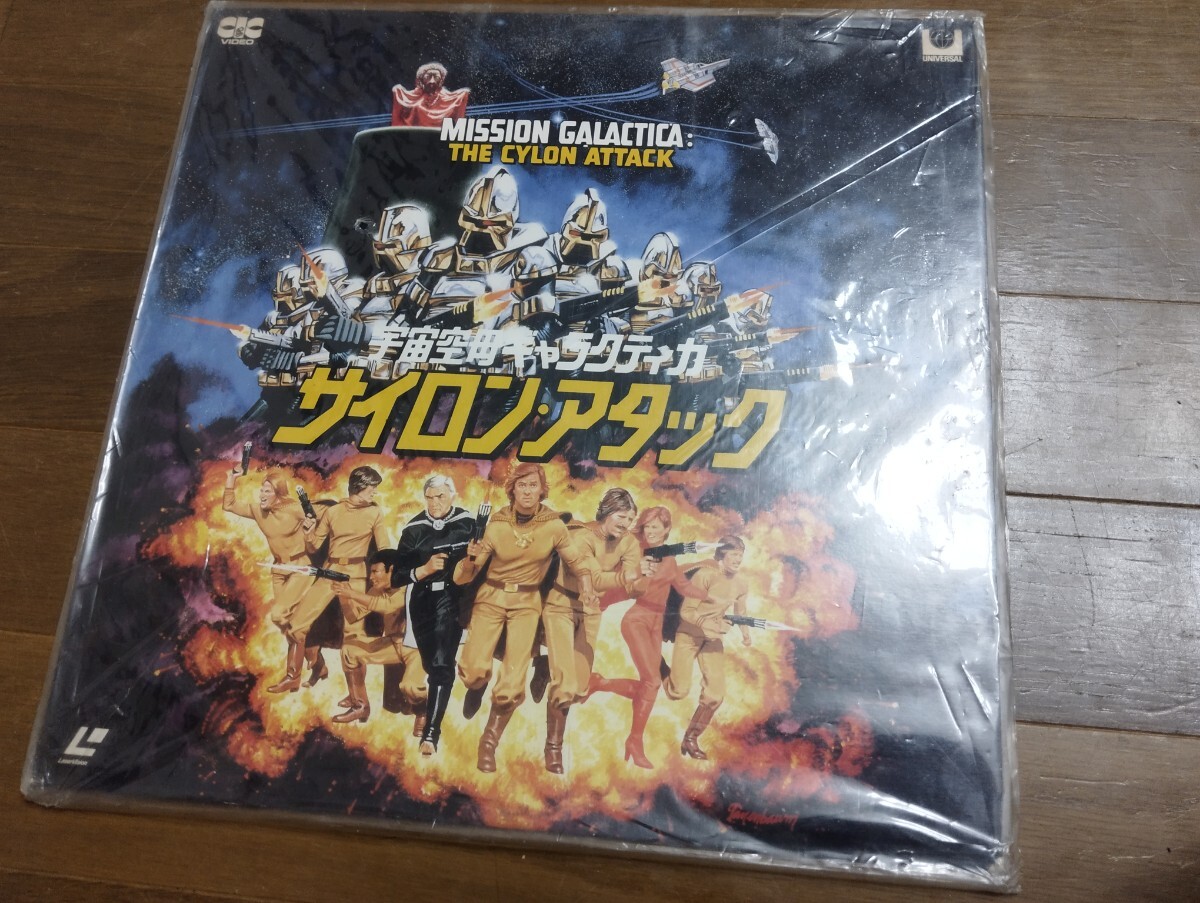 CIC
VIDEO
UNIVERSAL
MISSION GALACTICA:
THE CYLON ATTACK
宇宙空母ギャラクティカ
サイロン・アタック
LaserDisc